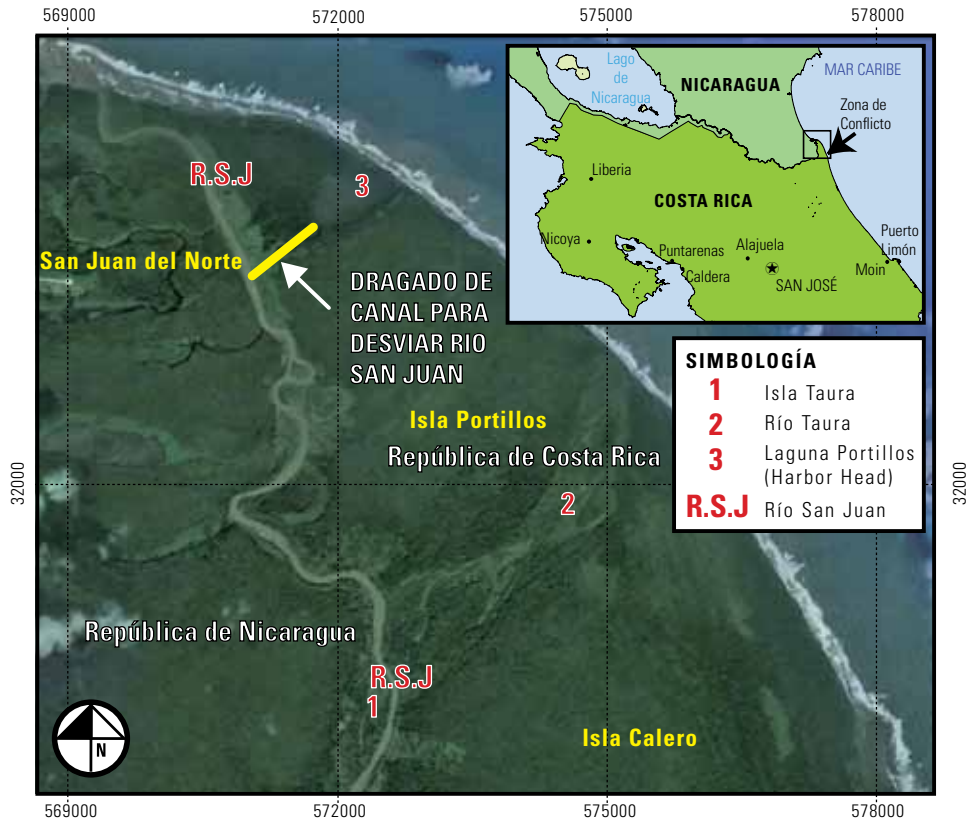 569000
572000
575000
578000
Lago
de
Nicaragua
NICARAGUA
MAR CARIBE
Zona de
Conflicto
Liberia
COSTA RICA
Nicoya
Puntarenas
Alajuela
Puerto
Limón
Caldera
SAN JOSÉ
Moin
R.S.J
3
San Juan del Norte
DRAGADO DE
CANAL PARA
DESVIAR RIO
SAN JUAN
Isla Portillos
República de Costa Rica
2
32000
32000
SIMBOLOGÍA
1 Isla Taura
2 Río Taura
3 Laguna Portillos
(Harbor Head)
R.S.J Río San Juan
República de Nicaragua
R.S.J
1
Isla Calero
N
569000
572000
575000
578000